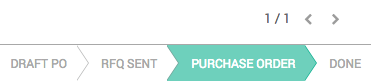 1 / 1
DRAFT PO RFQ SENT PURCHASE ORDER DONE